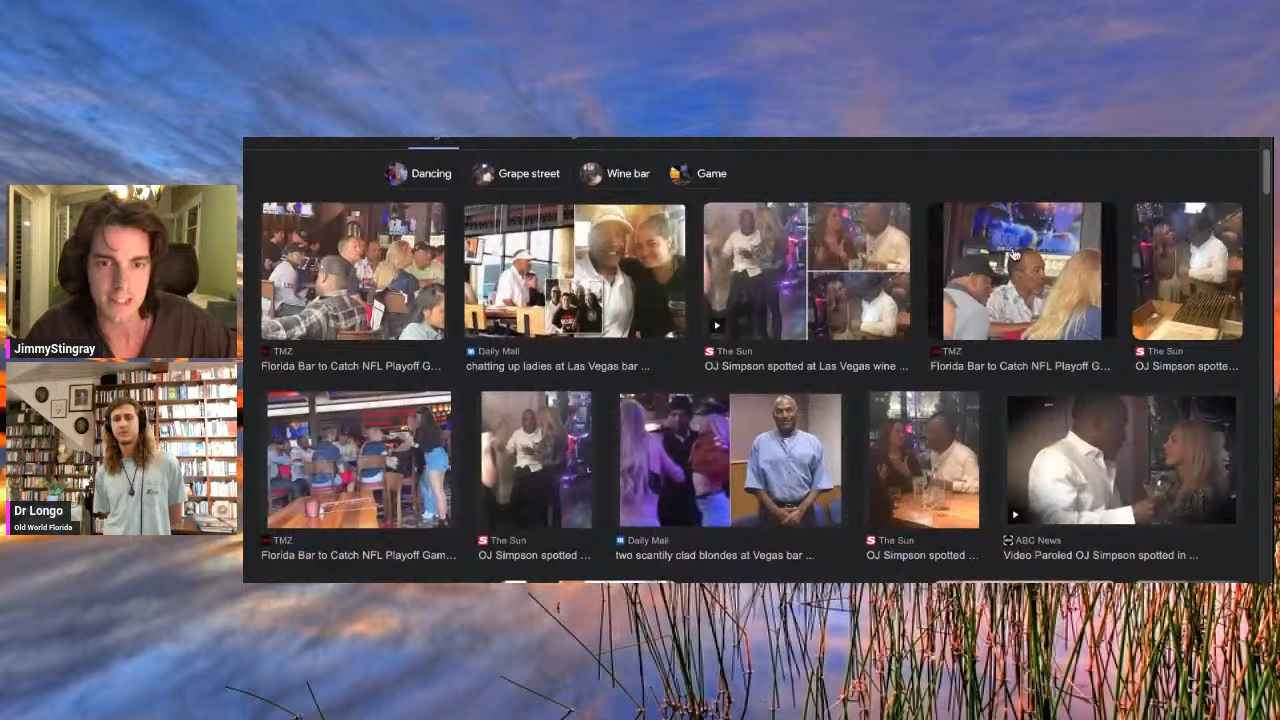 Dancing
Grape street
Wine bar
Game
TMZ
Florida Bar to Catch NFL Playoff G...
Daily Mail
chatting up ladies at Las Vegas bar ...
The Sun
OJ Simpson spotted at Las Vegas wine ...
TMZ
Florida Bar to Catch NFL Playoff G...
The Sun
OJ Simpson spotte...
JimmyStingray
Dr Longo
Old World Florida
TMZ
Florida Bar to Catch NFL Playoff Gam...
The Sun
OJ SImpson spotted ...
Daily Mail
two scantily clad blondes at Vegas bar ...
The Sun
OJ SImpson spotted ...
ABC News
Video Paroled OJ Simpson spotted in ...